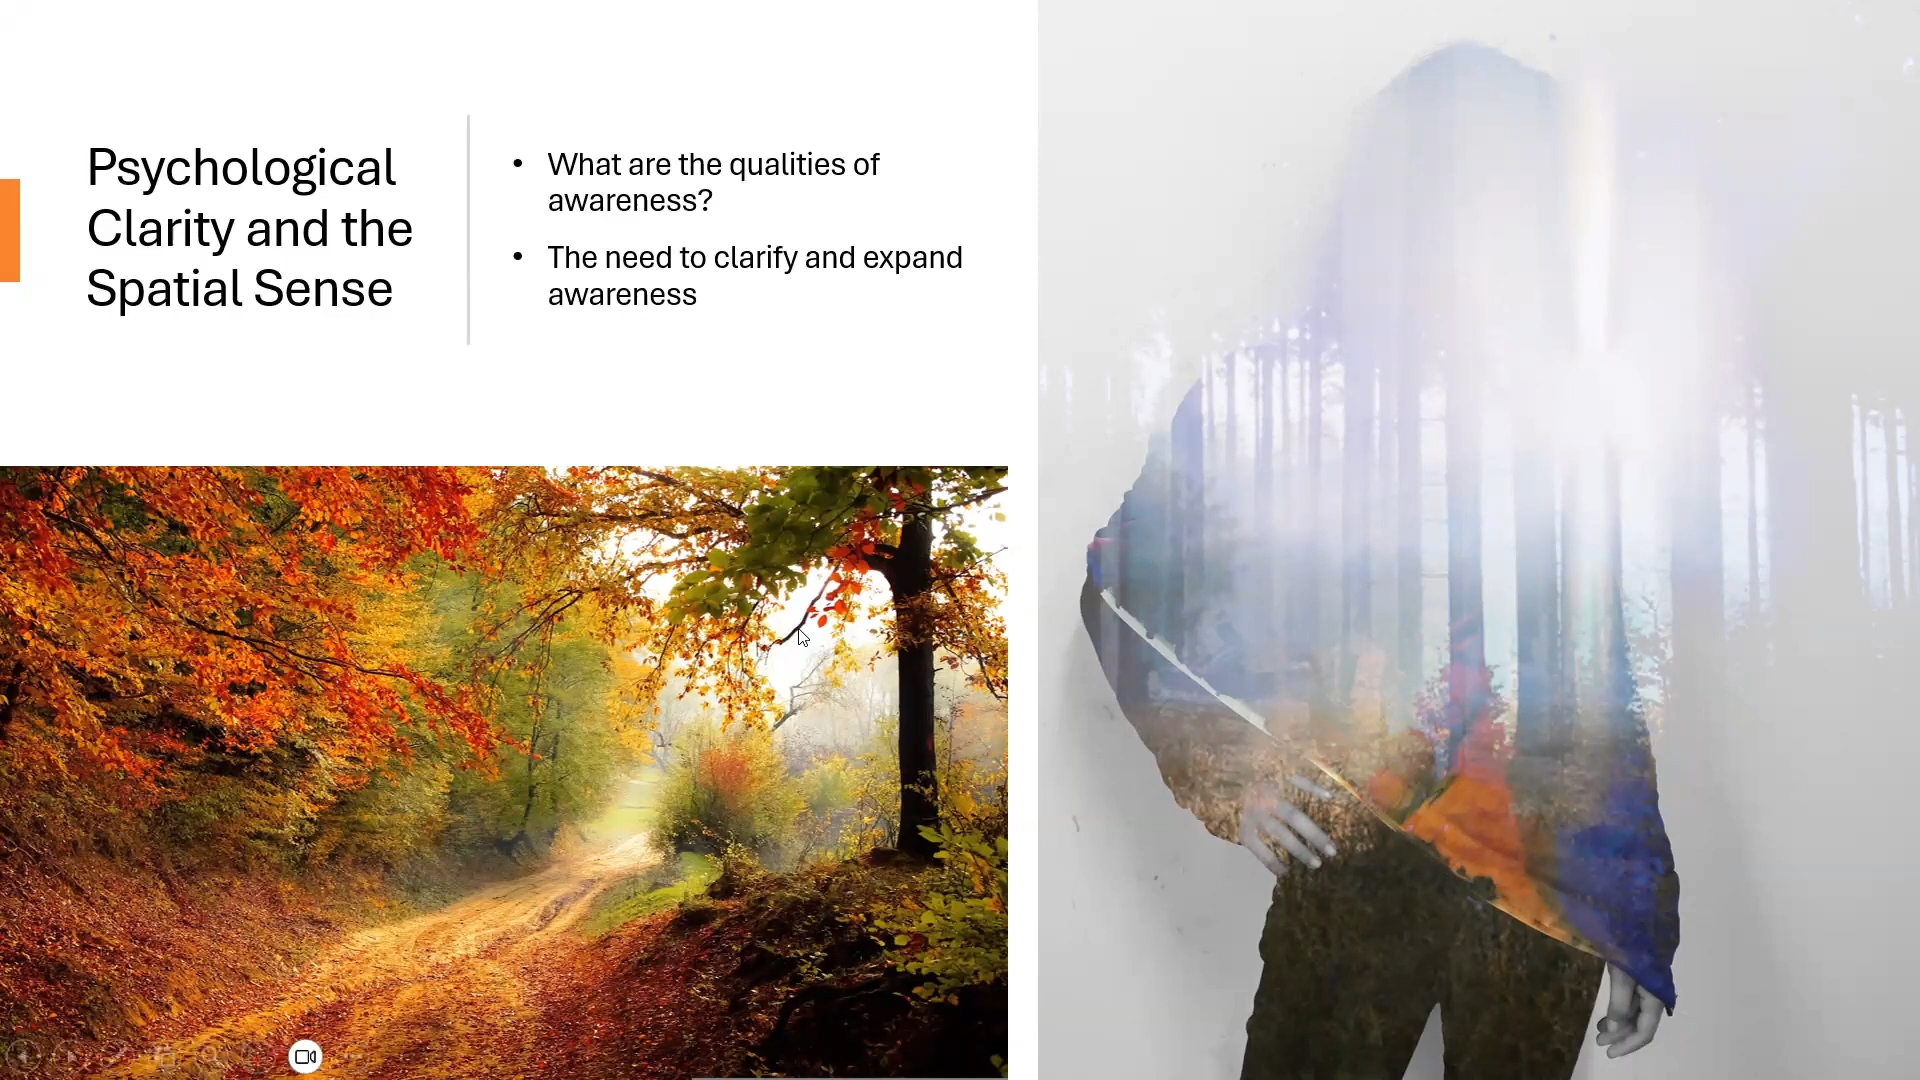 Psychological
Clarity and the
Spatial Sense
• What are the qualities of
awareness?
• The need to clarify and expand
awareness